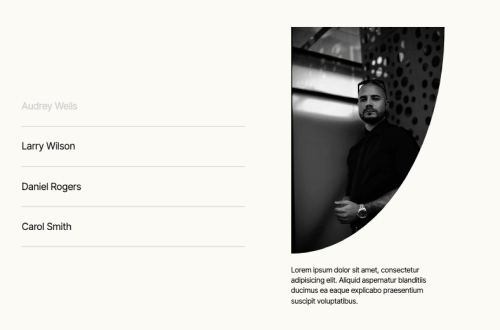 Audrey Wells
Larry Wilson
Daniel Rogers
Carol Smith
Lorem ipsum dolor sit amet, consectetur
adipisicing elit. Aliquid aspernatur blanditiis
ducimus ea eaque explicabo praesentium
suscipit voluptatibus.